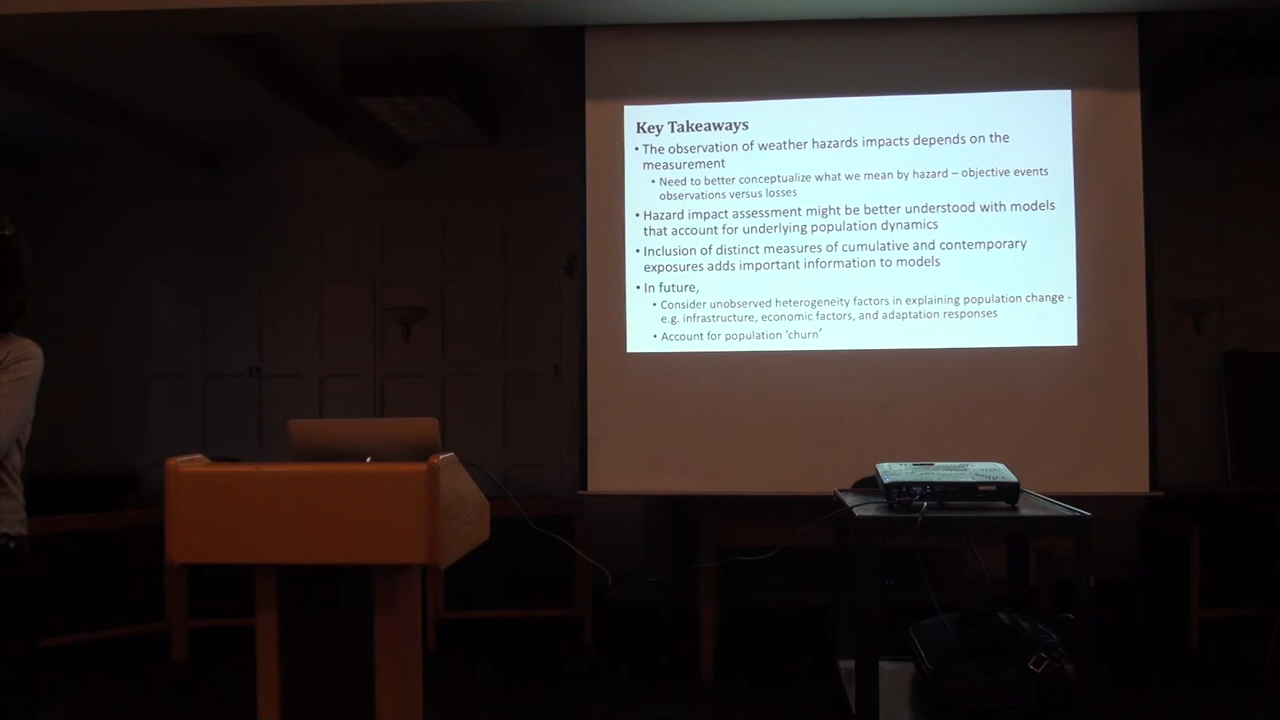 Key Takeaways
• The observation of weather hazards impacts depends on the
measurement
• Need to better conceptualize what we mean by hazard – objective events
observations versus losses
• Hazard impact assessment might be better understood with models
that account for underlying population dynamics
• Inclusion of distinct measures of cumulative and contemporary
exposures adds important information to models
• In future,
• Consider unobserved heterogeneity factors in explaining population change -
e.g. infrastructure, economic factors, and adaptation responses
• Account for population ‘churn’